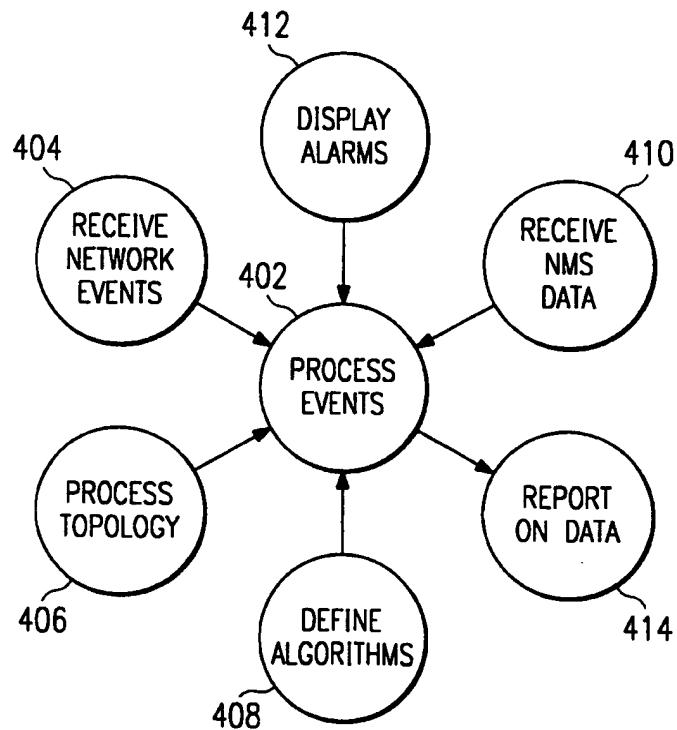 412
DISPLAY
ALARMS
404
RECEIVE
NETWORK
EVENTS
410
RECEIVE
NMS
DATA
402
PROCESS
EVENTS
PROCESS
TOPOLOGY
406
REPORT
ON DATA
414
DEFINE
ALGORITHMS
408